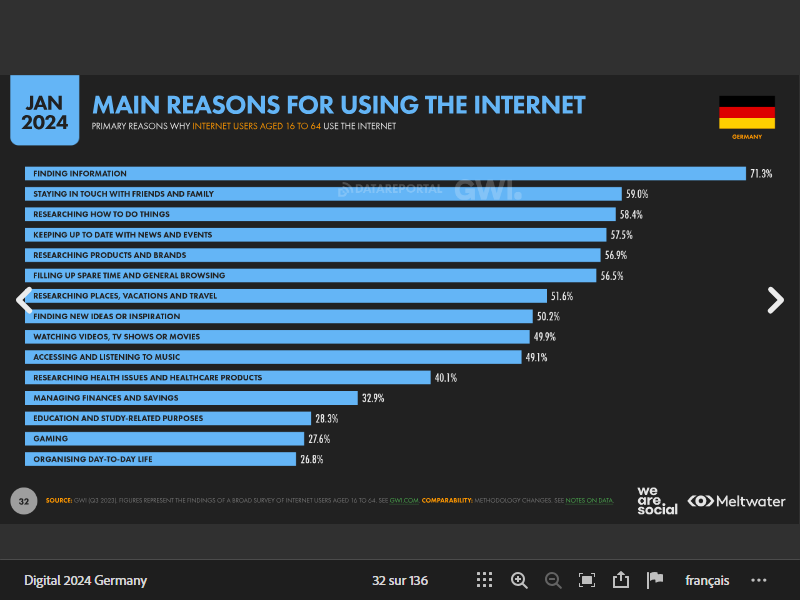 JAN
2024
MAIN REASONS FOR USING THE INTERNET
PRIMARY REASONS WHY INTERNET USERS AGED 16 TO 64 USE THE INTERNET
GERMANY
FINDING INFORMATION 71.3%
DATAREPORTAL GWI.
STAYING IN TOUCH WITH FRIENDS AND FAMILY 59.0%
RESEARCHING HOW TO DO THINGS 58.4%
KEEPING UP TO DATE WITH NEWS AND EVENTS 57.5%
RESEARCHING PRODUCTS AND BRANDS 56.9%
FILLING UP SPARE TIME AND GENERAL BROWSING 56.5%
RESEARCHING PLACES, VACATIONS AND TRAVEL 51.6%
FINDING NEW IDEAS OR INSPIRATION 50.2%
WATCHING VIDEOS, TV SHOWS OR MOVIES 49.9%
ACCESSING AND LISTENING TO MUSIC 49.1%
RESEARCHING HEALTH ISSUES AND HEALTHCARE PRODUCTS 40.1%
MANAGING FINANCES AND SAVINGS 32.9%
EDUCATION AND STUDY-RELATED PURPOSES 28.3%
GAMING 27.6%
ORGANISING DAY-TO-DAY LIFE 26.8%
32
SOURCE: GWI (Q3 2023). FIGURES REPRESENT THE FINDINGS OF A BROAD SURVEY OF INTERNET USERS AGED 16 TO 64. SEE GWI.COM. COMPARABILITY: METHODOLOGY CHANGES. SEE NOTES ON DATA.
we
are.
social
Meltwater
Digital 2024 Germany
32 sur 136
français